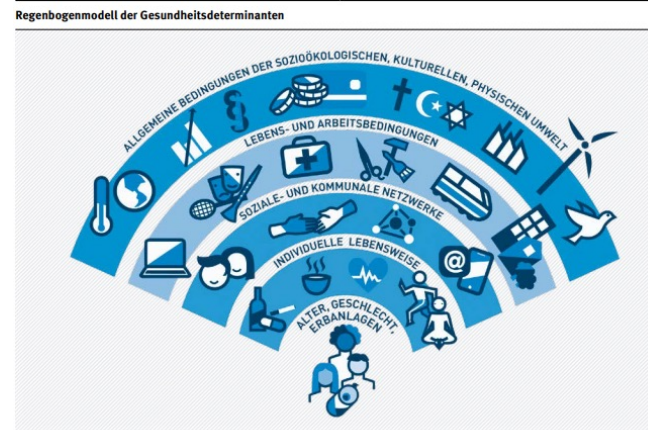 Regenbogenmodell der Gesundheitsdeterminanten
ALLGEMEINE BEDINGUNGEN DER SOZIOÖKOLOGISCHEN, KULTURELLEN, PHYSISCHEN UMWELT
LEBENS- UND ARBEITSBEDINGUNGEN
SOZIALE- UND KOMMUNALE NETZWERKE
INDIVIDUELLE LEBENSWEISE
ALTER, GESCHLECHT,
ERBANLAGEN